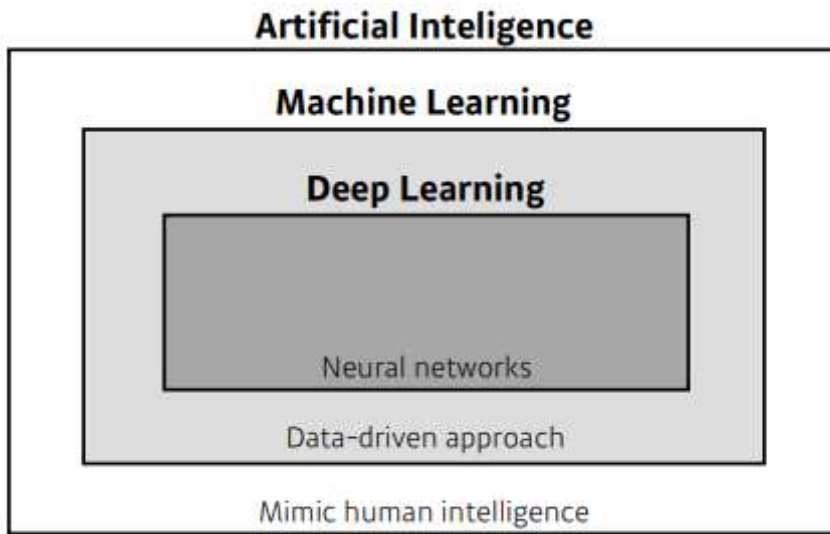 Artificial Inteligence
Machine Learning
Deep Learning
Neural networks
Data-driven approach
Mimic human intelligence